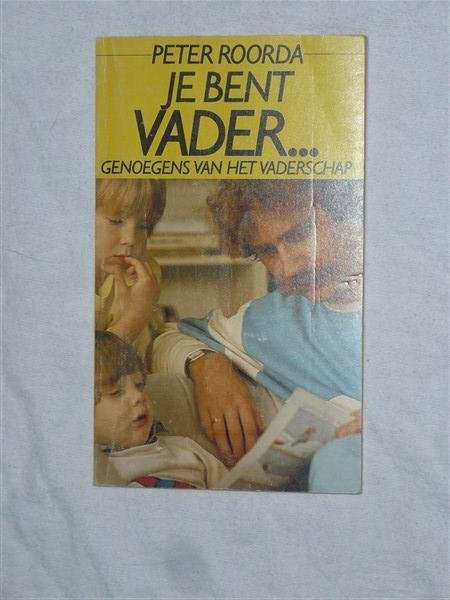 PETER ROORDA
JE BENT
VADER...
GENOEGENS VAN HET VADERSCHAP